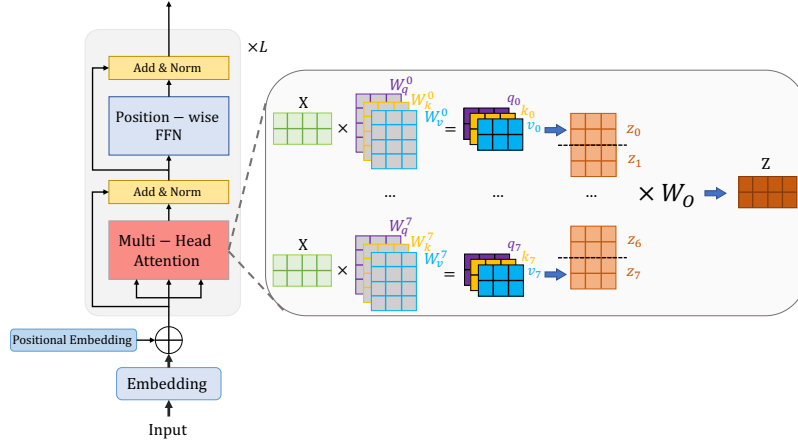 ×L
Add & Norm
Position − wise
FFN
Add & Norm
Multi − Head
Attention
Positional Embedding
Embedding
Input
X
×
W_q^0
W_k^0
W_v^0
=
q_0
k_0
v_0
z_0
z_1
...
...
...
× W_O
Z
X
×
W_q^7
W_k^7
W_v^7
=
q_7
k_7
v_7
z_6
z_7